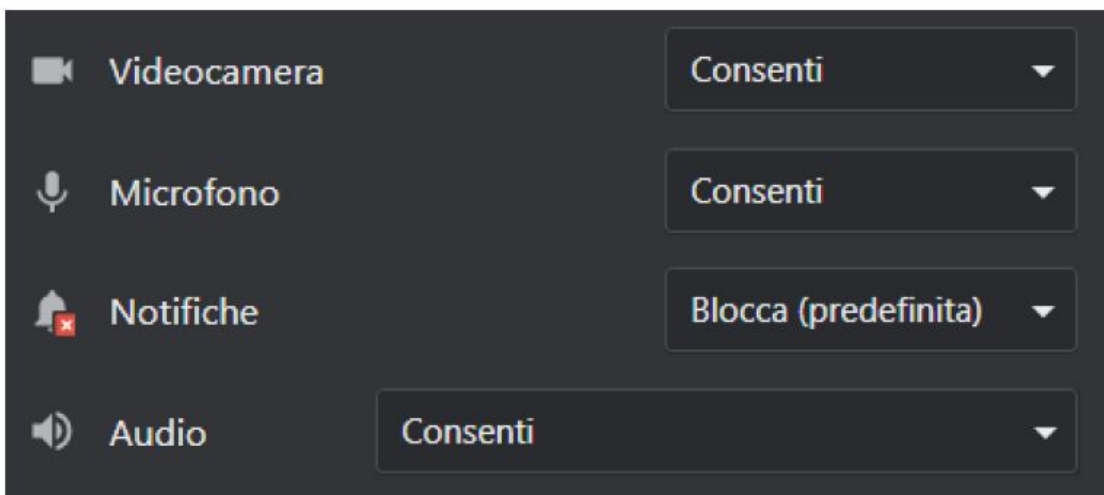 Videocamera Consenti
Microfono Consenti
Notifiche Blocca (predefinita)
Audio Consenti